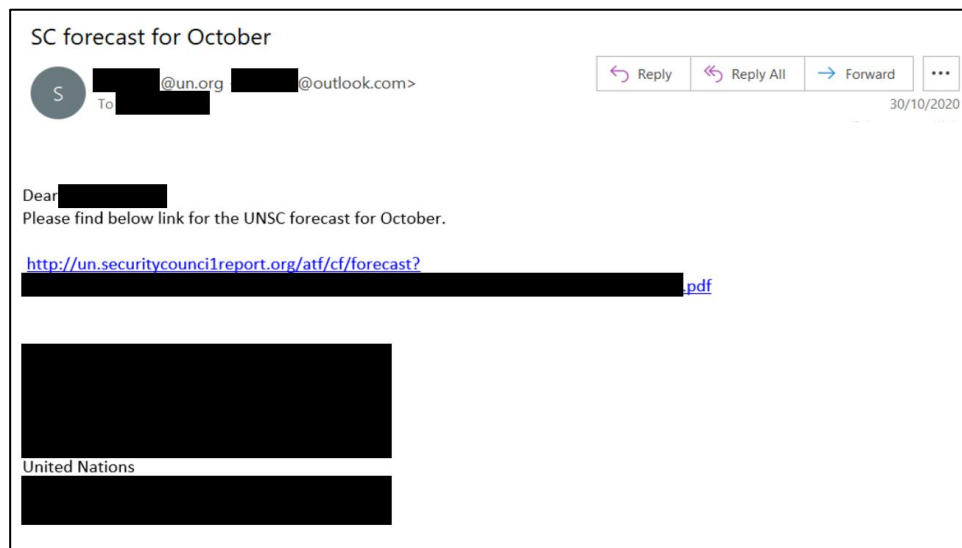 SC forecast for October
S
@un.org @outlook.com>
To
Reply
Reply All
Forward
30/10/2020
Dear
Please find below link for the UNSC forecast for October.
http://un.securitycounci1report.org/atf/cf/forecast?
.pdf
United Nations